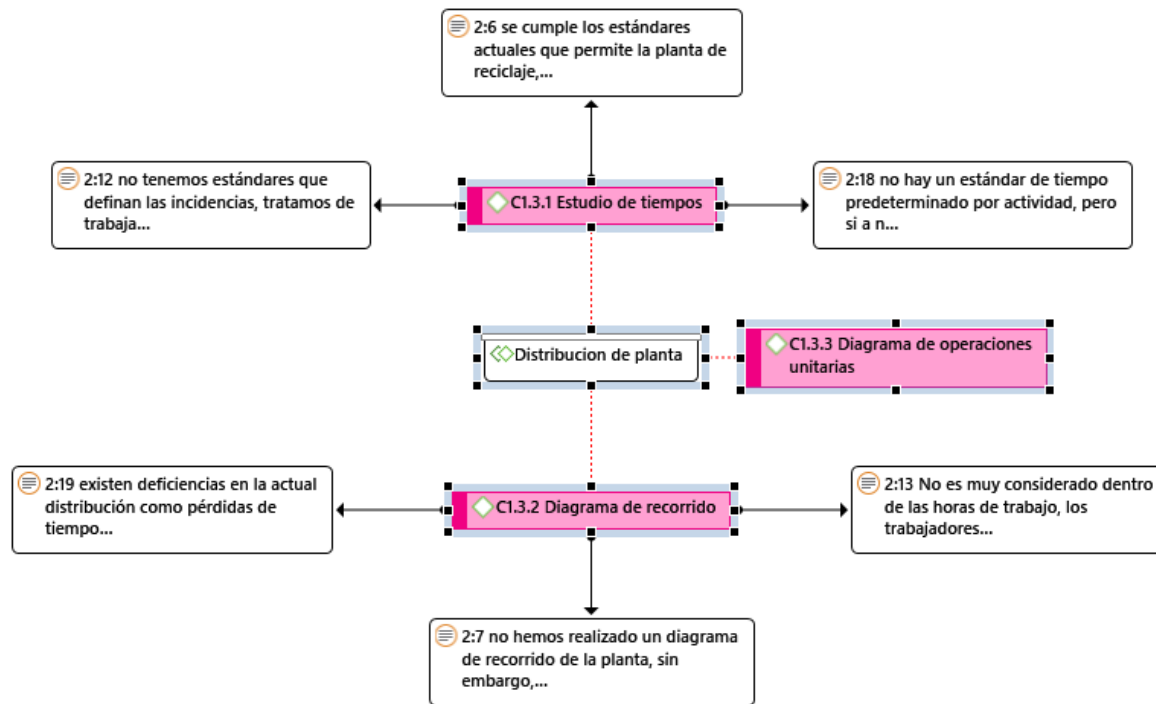 2:6 se cumple los estándares
actuales que permite la planta de
reciclaje,...
2:12 no tenemos estándares que
definan las incidencias, tratamos de
trabaja...
C1.3.1 Estudio de tiempos
2:18 no hay un estándar de tiempo
predeterminado por actividad, pero
si a n...
Distribucion de planta
C1.3.3 Diagrama de operaciones
unitarias
2:19 existen deficiencias en la actual
distribución como pérdidas de
tiempo...
C1.3.2 Diagrama de recorrido
2:13 No es muy considerado dentro
de las horas de trabajo, los
trabajadores...
2:7 no hemos realizado un diagrama
de recorrido de la planta, sin
embargo,...